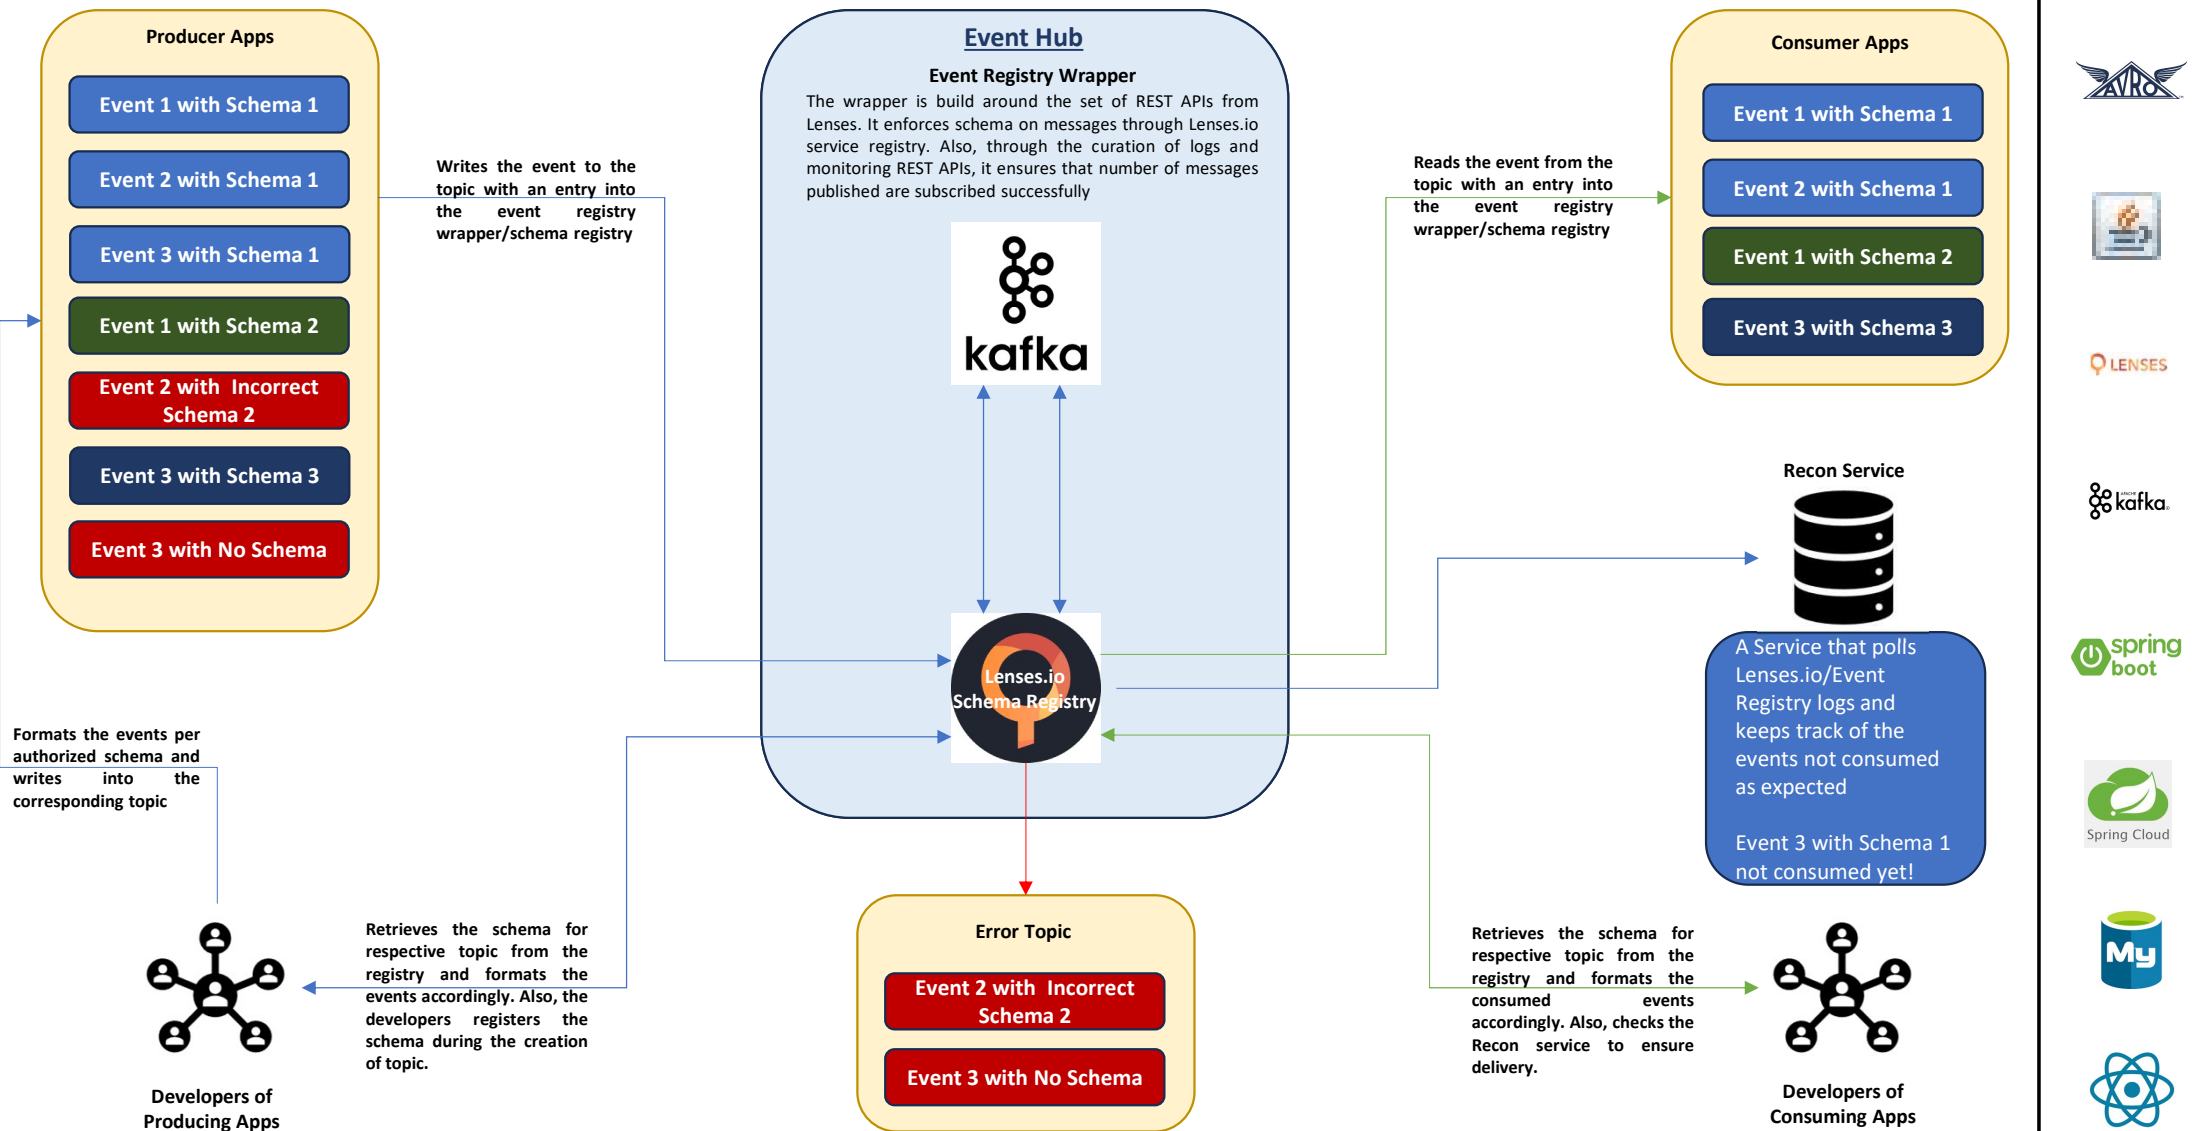 Producer Apps
Event 1 with Schema 1
Event 2 with Schema 1
Event 3 with Schema 1
Event 1 with Schema 2
Event 2 with  Incorrect
Schema 2
Event 3 with Schema 3
Event 3 with No Schema
Writes the event to the
topic with an entry into
the event registry
wrapper/schema registry
Event Hub
Event Registry Wrapper
The wrapper is build around the set of REST APIs from
Lenses. It enforces schema on messages through Lenses.io
service registry. Also, through the curation of logs and
monitoring REST APIs, it ensures that number of messages
published are subscribed successfully
kafka
Lenses.io
Schema Registry
Reads the event from the
topic with an entry into
the event registry
wrapper/schema registry
Consumer Apps
Event 1 with Schema 1
Event 2 with Schema 1
Event 1 with Schema 2
Event 3 with Schema 3
Recon Service
A Service that polls
Lenses.io/Event
Registry logs and
keeps track of the
events not consumed
as expected
Event 3 with Schema 1
not consumed yet!
Formats the events per
authorized schema and
writes into the
corresponding topic
Developers of
Producing Apps
Retrieves the schema for
respective topic from the
registry and formats the
events accordingly. Also, the
developers registers the
schema during the creation
of topic.
Error Topic
Event 2 with  Incorrect
Schema 2
Event 3 with No Schema
Retrieves the schema for
respective topic from the
registry and formats the
consumed events
accordingly. Also, checks the
Recon service to ensure
delivery.
Developers of
Consuming Apps
AVRO
LENSES
APACHE
kafka
spring
boot
Spring Cloud
My